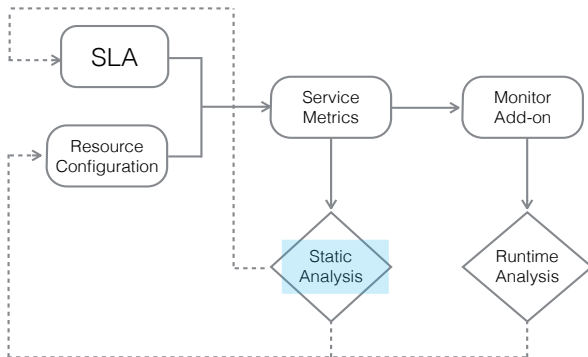 SLA
Service
Metrics
Monitor
Add-on
Resource
Configuration
Static
Analysis
Runtime
Analysis